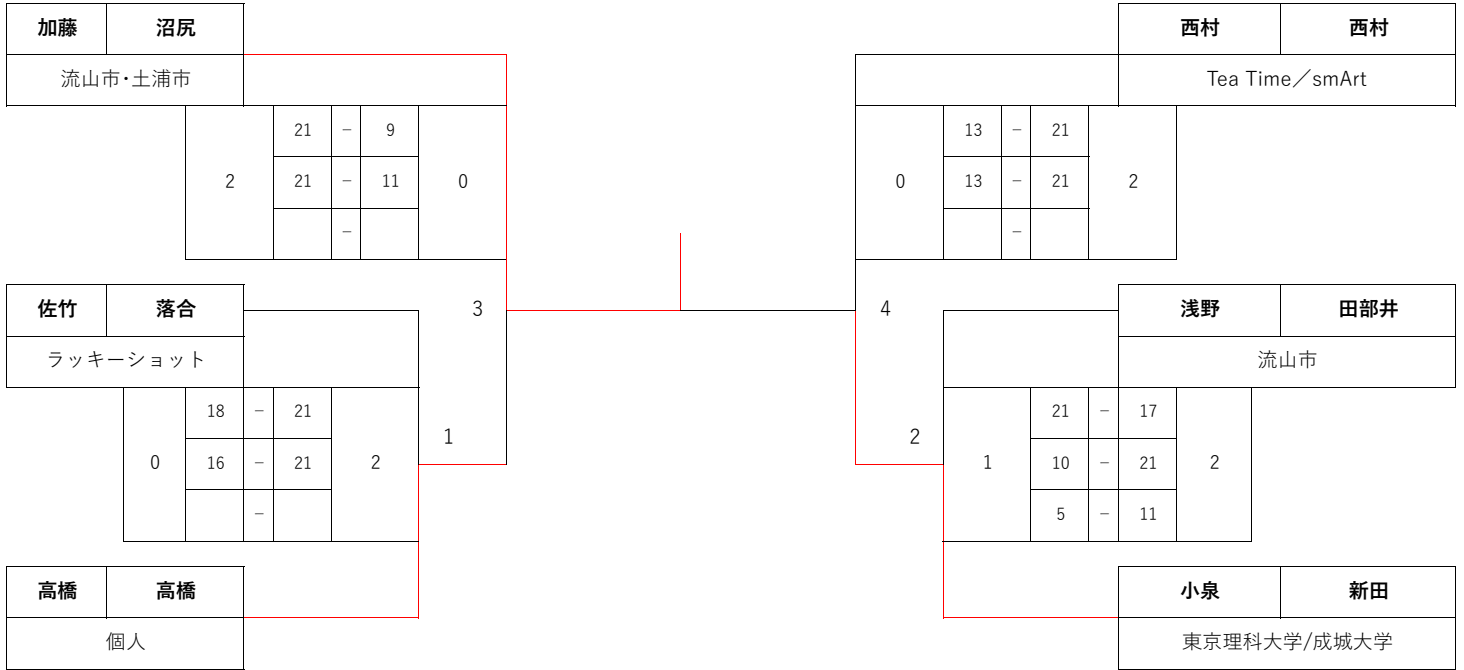 加藤 沼尻 西村 西村
流山市･土浦市 Tea Time／smArt
21 － 9 13 － 21
2 21 － 11 0 0 13 － 21 2
－ －
佐竹 落合 3 4 浅野 田部井
ラッキーショット 流山市
18 － 21 21 － 17
1 2
0 16 － 21 2 1 10 － 21 2
－ 5 － 11
高橋 高橋 小泉 新田
個人 東京理科大学/成城大学